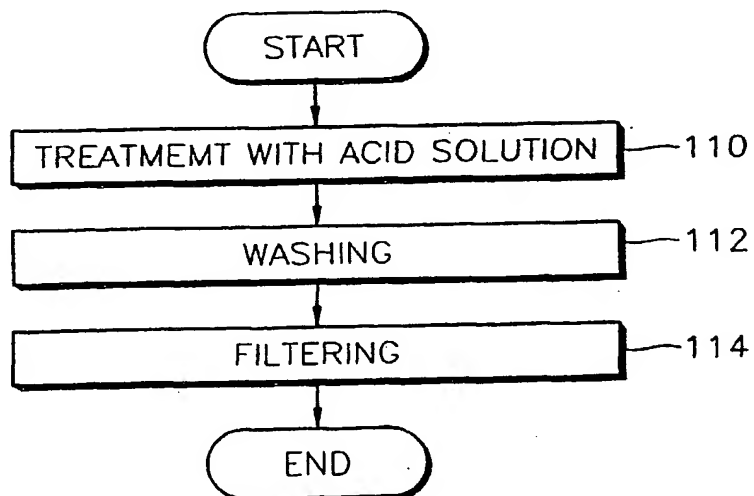 START
TREATMEMT WITH ACID SOLUTION 110
WASHING 112
FILTERING 114
END